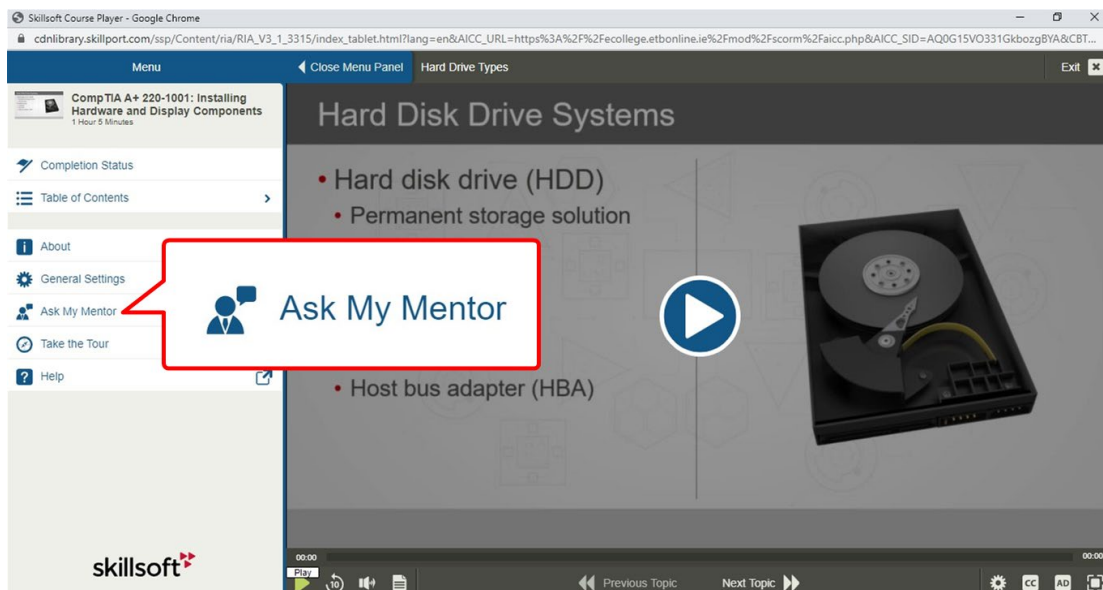 Skillsoft Course Player - Google Chrome
cdnlibrary.skillport.com/ssp/Content/ria/RIA_V3_1_3315/index_tablet.html?lang=en&AICC_URL=https%3A%2F%2Fecollege.etbonline.ie%2Fmod%2Fscorm%2Faicc.php&AICC_SID=AQ0G15VO331GkbozgBYA&CBT...
Menu
Close Menu Panel
Hard Drive Types
Exit
CompTIA A+ 220-1001: Installing
Hardware and Display Components
1 Hour 5 Minutes
Completion Status
Table of Contents
About
General Settings
Ask My Mentor
Take the Tour
Help
Ask My Mentor
Hard Disk Drive Systems
• Hard disk drive (HDD)
• Permanent storage solution
• Host bus adapter (HBA)
skillsoft
00:00
00:00
Play
10
Previous Topic
Next Topic
CC
AD